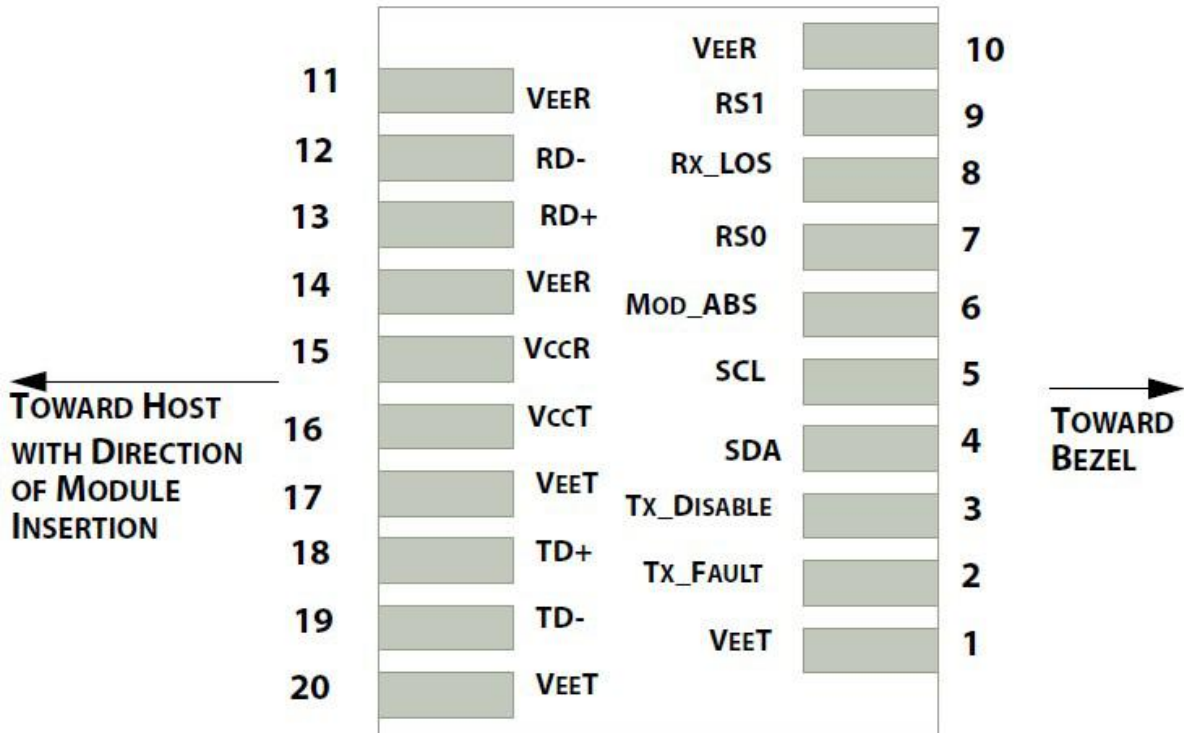 VEER 10
11 VEER
RS1 9
12 RD-
RX_LOS 8
13 RD+
RS0 7
14 VEER
MOD_ABS 6
15 VCCR
SCL 5
TOWARD HOST
WITH DIRECTION
OF MODULE
INSERTION
TOWARD
BEZEL
16 VCCT
SDA 4
17 VEET
TX_DISABLE 3
18 TD+
TX_FAULT 2
19 TD-
VEET 1
20 VEET